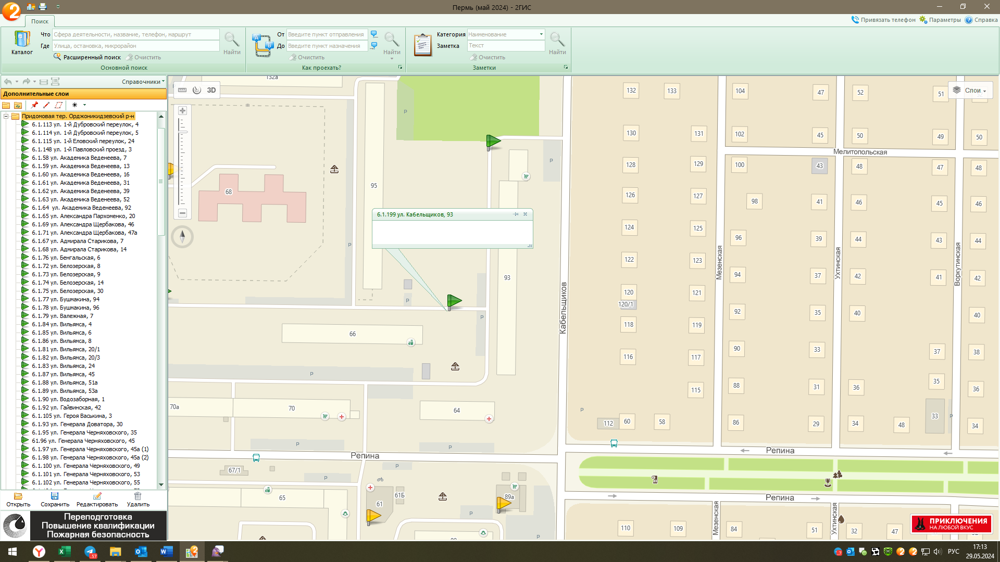 Пермь (май 2024) - 2ГИС
Поиск
Привязать телефон
Параметры
Справка
Каталог
Что
Сфера деятельности, название, телефон, маршрут
Где
Улица, остановка, микрорайон
Расширенный поиск
Очистить
Найти
Основной поиск
От
Введите пункт отправления
До
Введите пункт назначения
Очистить
Найти
Как проехать?
Категория
Наименование
Заметка
Текст
Очистить
Найти
Заметки
Справочники
Дополнительные слои
Придомовая тер. Орджоникидзевский р-н
6.1.113 ул. 1-й Дубровский переулок, 4
6.1.114 ул. 1-й Дубровский переулок, 5
6.1.115 ул. 1-й Еловский переулок, 24
6.1.148 ул. 1-й Павловский проезд, 3
6.1.58 ул. Академика Веденеева, 7
6.1.59 ул. Академика Веденеева, 13
6.1.60 ул. Академика Веденеева, 16
6.1.61 ул. Академика Веденеева, 31
6.1.62 ул. Академика Веденеева, 39
6.1.63 ул. Академика Веденеева, 52
6.1.64  ул. Академика Веденеева, 92
6.1.65 ул. Александра Пархоменко, 20
6.1.69 ул. Александра Щербакова, 46
6.1.71 ул. Александра Щербакова, 47а
6.1.67 ул. Адмирала Старикова, 7
6.1.68 ул. Адмирала Старикова, 14
6.1.76 ул. Бенгальская, 6
6.1.72 ул. Белозерская, 8
6.1.73 ул. Белозерская, 9
6.1.74 ул. Белозерская, 14
6.1.75 ул. Белозерская, 30
6.1.77 ул. Бушмакина, 94
6.1.78 ул. Бушмакина, 96
6.1.79 ул. Валежная, 7
6.1.84 ул. Вильямса, 4
6.1.85 ул. Вильямса, 6
6.1.86 ул. Вильямса, 8
6.1.81 ул. Вильямса, 20/1
6.1.82 ул. Вильямса, 20/3
6.1.83 ул. Вильямса, 24
6.1.87 ул. Вильямса, 45
6.1.88 ул. Вильямса, 51а
6.1.89 ул. Вильямса, 53а
6.1.90 ул. Водозаборная, 1
6.1.92 ул. Гайвинская, 42
6.1.105 ул. Героя Васькина, 3
6.1.93 ул. Генерала Доватора, 30
6.1.95 ул. Генерала Черняховского, 35
61.96 ул. Генерала Черняховского, 45
6.1.97 ул. Генерала Черняховского, 45а (1)
6.1.98 ул. Генерала Черняховского, 45а (2)
6.1.100 ул. Генерала Черняховского, 49
6.1.101 ул. Генерала Черняховского, 53
6.1.102 ул. Генерала Черняховского, 55
Открыть
Сохранить
Редактировать
Удалить
Переподготовка
Повышение квалификации
Пожарная безопасность
3D
Слои
6.1.199 ул. Кабельщиков, 93
132а
P
132 133 104 47 52 51
130 131 102 45 50 49 50
Мелитопольская
128 129 100 43 48 47 48
68 95
126 127 98 41 46 45 46
124 125 96 39 44 43 44
Кабельщиков
Мезенская
Ухтинская
Воркутинская
122 123 94 37 42 41 42
93
120 121
120/1
92 35 40 40
118 119
66
116 117 90 33 37 38
115 88 31 36 35 36
70а 70 64
112 60 58 86 29 34 48 33 34
Репина
Репина
67/1
65 61 61Б 89а
Репина
Мезенская
Ухтинская
110 109 84 51 32 47
ПРИКЛЮЧЕНИЯ
НА ЛЮБОЙ ВКУС
РУС
17:13
29.05.2024